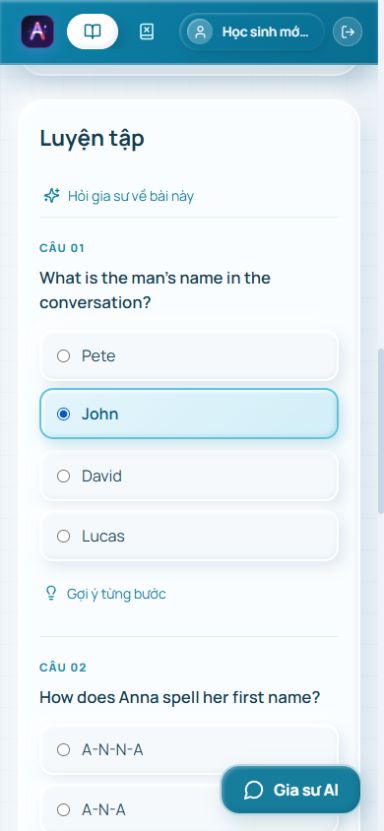 A
Học sinh mớ...
Luyện tập
Hỏi gia sư về bài này
CÂU 01
What is the man's name in the
conversation?
Pete
John
David
Lucas
Gợi ý từng bước
CÂU 02
How does Anna spell her first name?
A-N-N-A
A-N-A
Gia sư AI